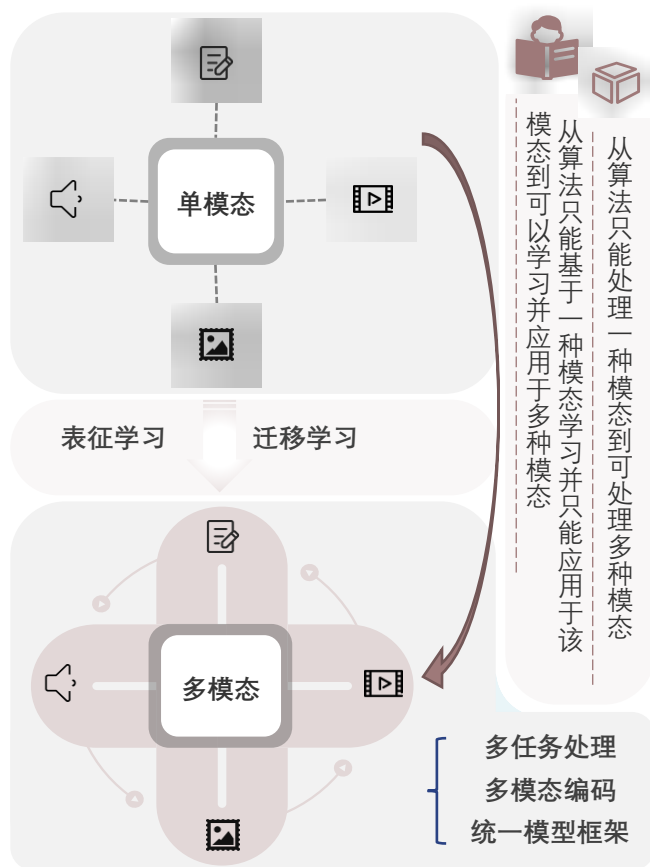 单模态
从算法只能处理一种模态到可处理多种模态
从算法只能基于一种模态学习并只能应用于该
模态到可以学习并应用于多种模态
表征学习
迁移学习
多模态
多任务处理
多模态编码
统一模型框架